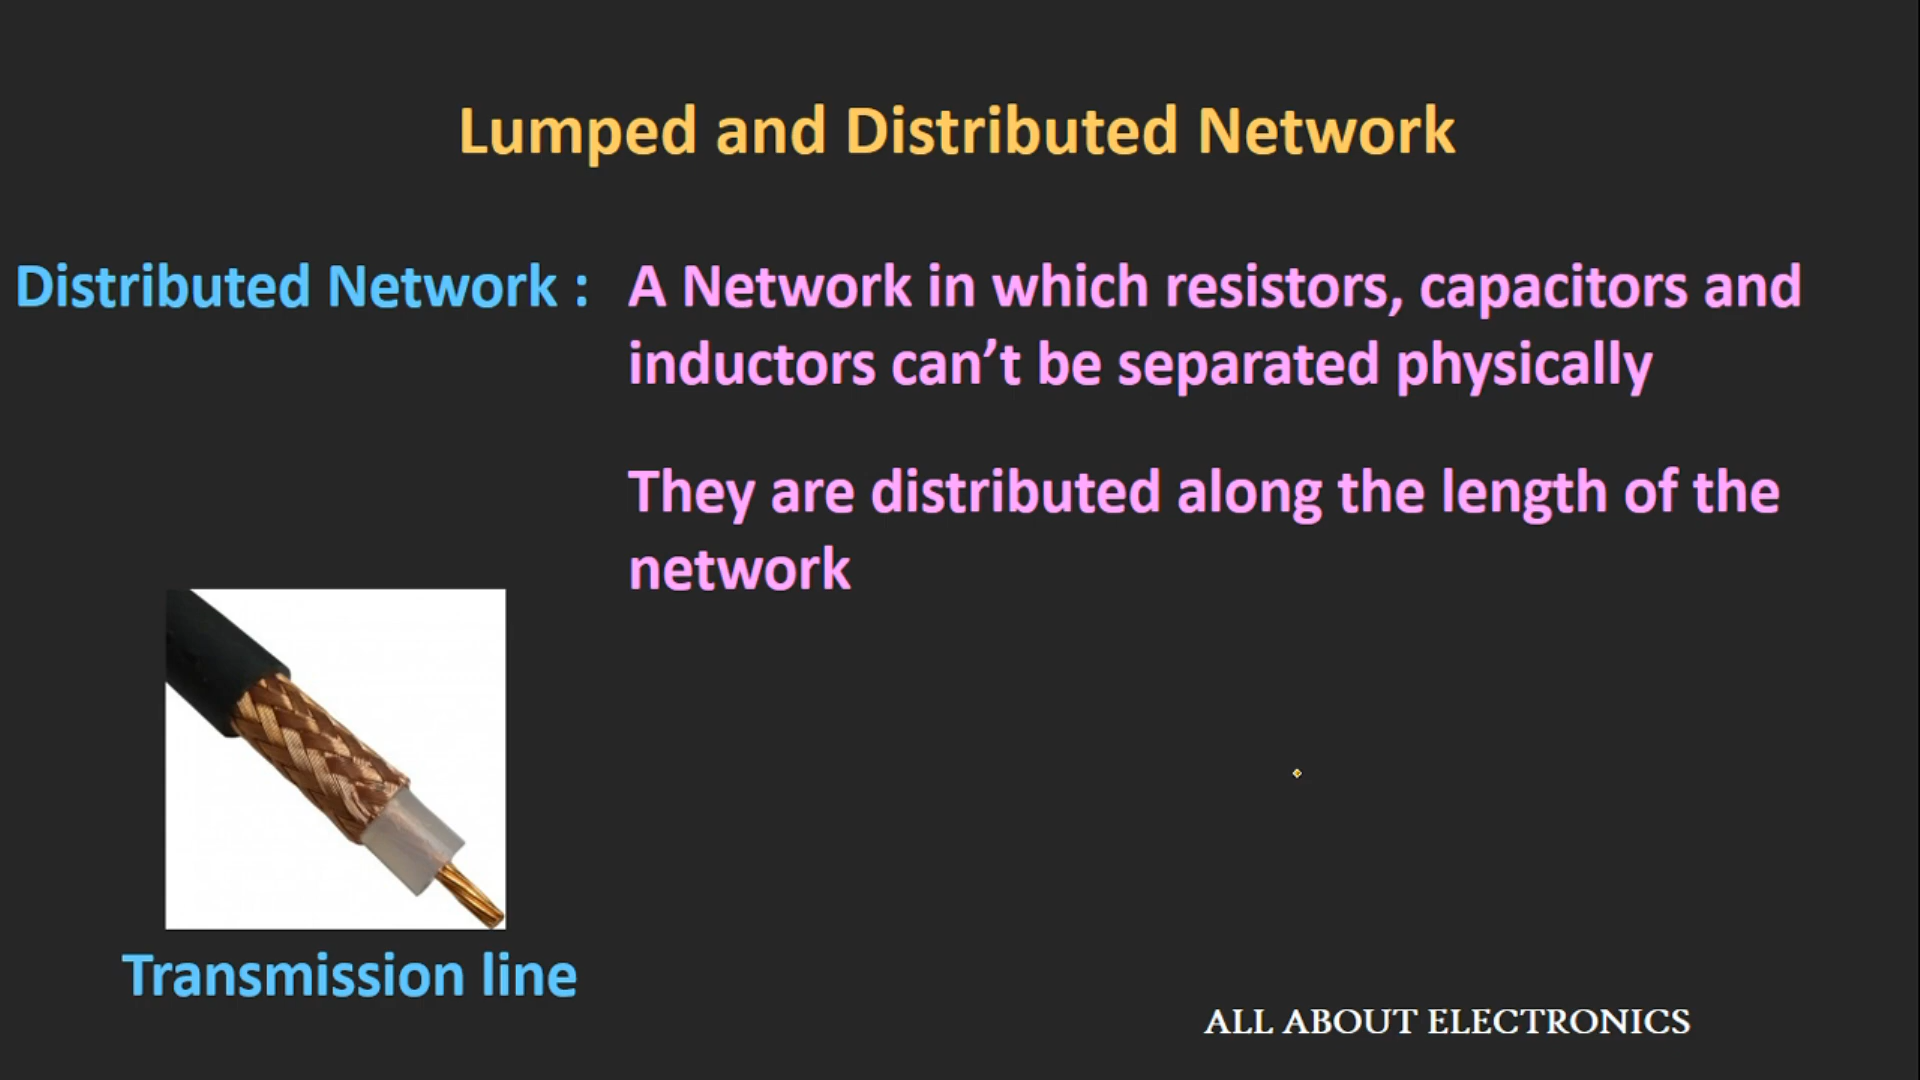 Lumped and Distributed Network
Distributed Network : A Network in which resistors, capacitors and
inductors can’t be separated physically
They are distributed along the length of the
network
Transmission line
ALL ABOUT ELECTRONICS